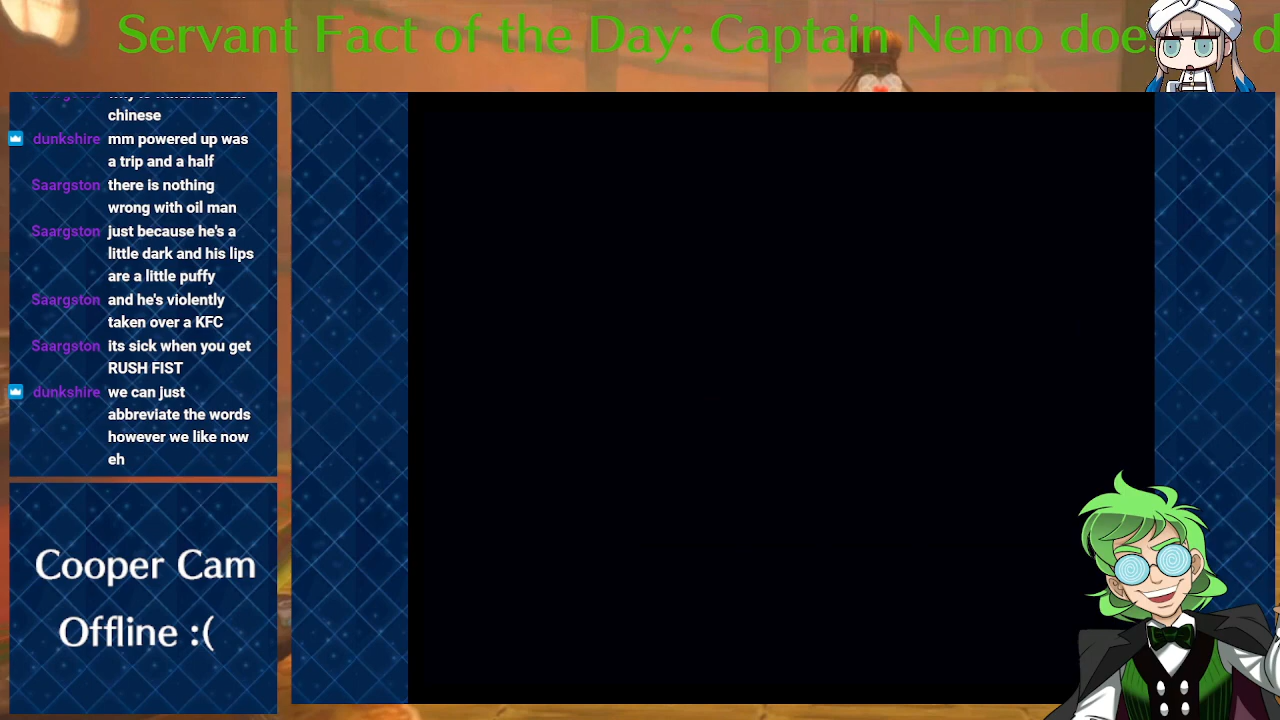 Servant Fact of the Day: Captain Nemo does d
chinese
dunkshire mm powered up was
a trip and a half
Saargston there is nothing
wrong with oil man
Saargston just because he's a
little dark and his lips
are a little puffy
Saargston and he's violently
taken over a KFC
Saargston its sick when you get
RUSH FIST
dunkshire we can just
abbreviate the words
however we like now
eh
Cooper Cam
Offline :(